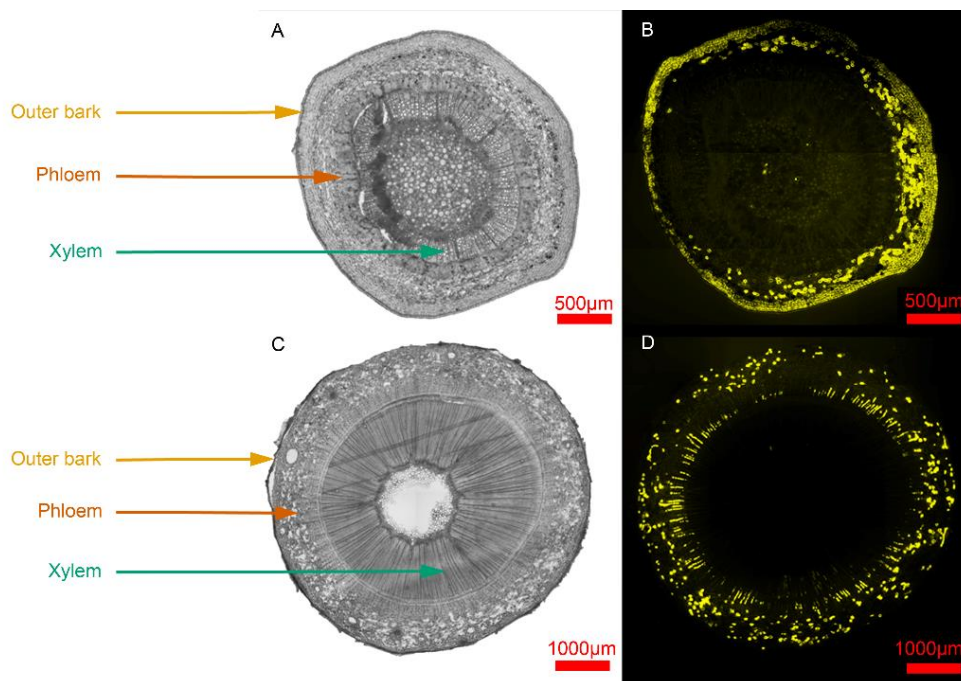 A
B
Outer bark
Phloem
Xylem
500µm
500µm
C
D
Outer bark
Phloem
Xylem
1000µm
1000µm